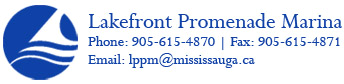 Lakefront Promenade Marina
Phone: 905-615-4870 | Fax: 905-615-4871
Email: lppm@mississauga.ca